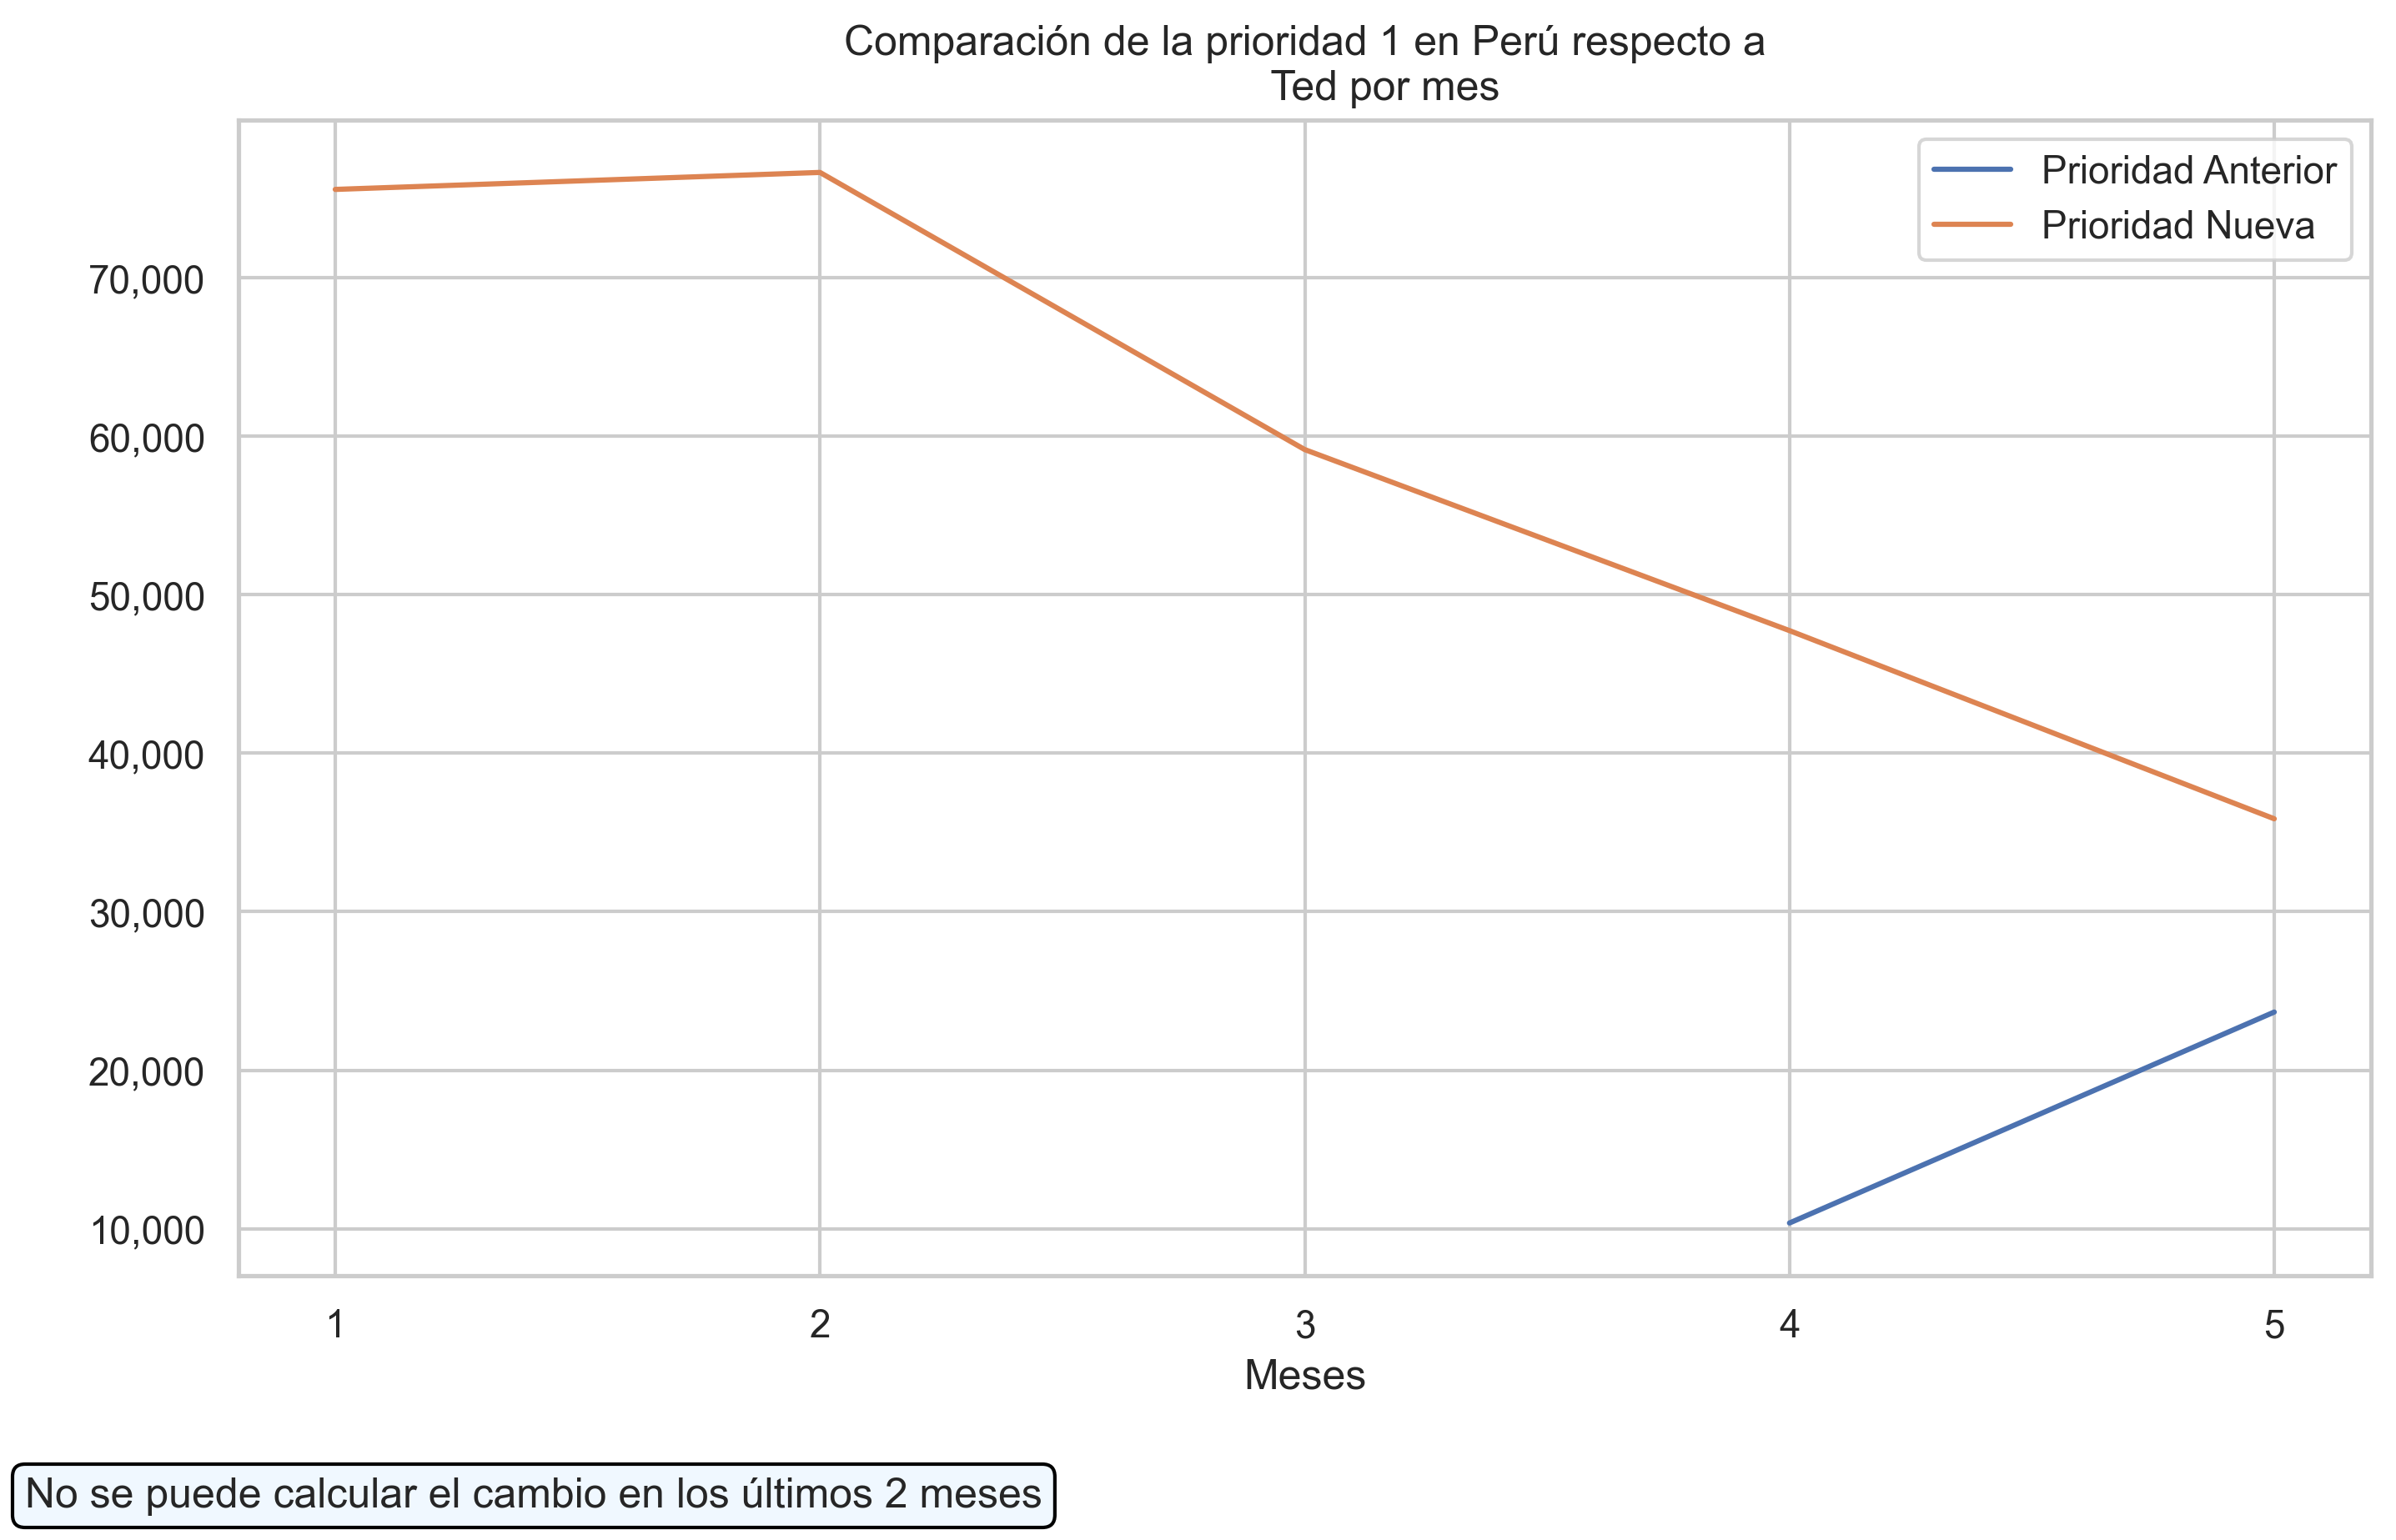 Comparación de la prioridad 1 en Perú respecto a
Ted por mes
Prioridad Anterior
Prioridad Nueva
70,000
60,000
50,000
40,000
30,000
20,000
10,000
1 2 3 4 5
Meses
No se puede calcular el cambio en los últimos 2 meses